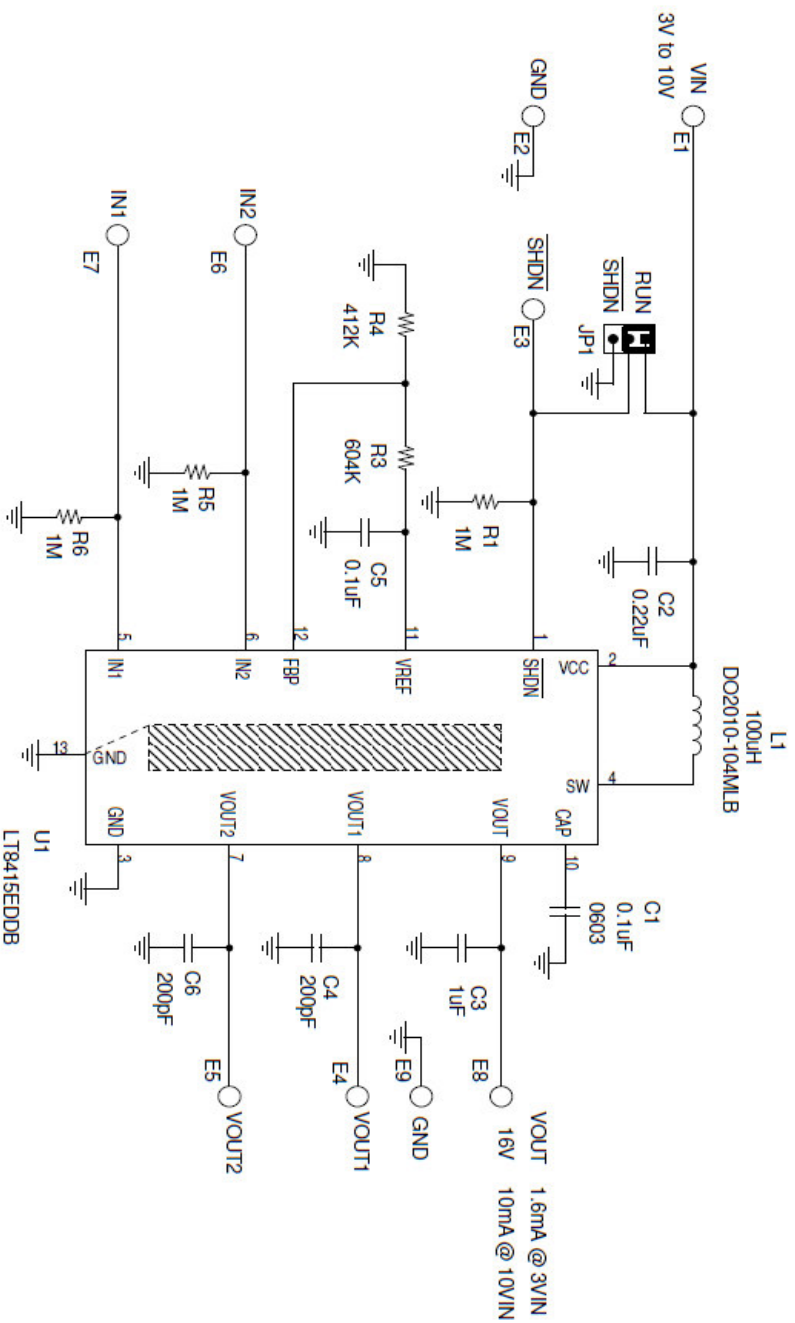 L1
100uH
DO2010-104MLB
VIN
3V to 10V
E1
RUN
SHDN
JP1
C2
0.22uF
2
4
VCC
SW
C1
0.1uF
0603
10
CAP
GND
E2
SHDN
E3
R1
1M
1
SHDN
VOUT
9
C3
1uF
E8
VOUT 1.6mA @ 3VIN
16V 10mA @ 10VIN
E9
GND
R4
412K
R3
604K
C5
0.1uF
11
VREF
12
FBP
VOUT1
8
C4
200pF
E4
VOUT1
IN2
E6
R5
1M
6
IN2
VOUT2
7
C6
200pF
E5
VOUT2
IN1
E7
R6
1M
5
IN1
GND
13
GND
3
U1
LT8415EDDB